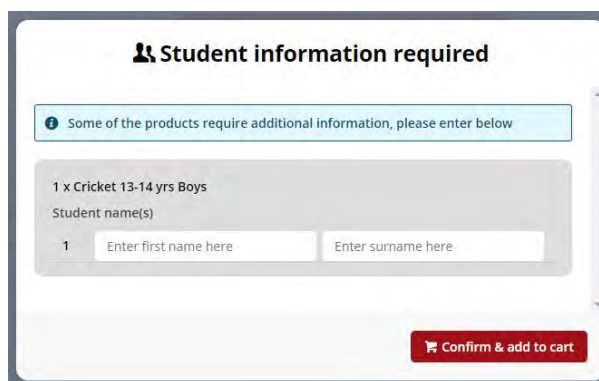 Student information required
Some of the products require additional information, please enter below
1 x Cricket 13-14 yrs Boys
Student name(s)
1 Enter first name here Enter surname here
Confirm & add to cart